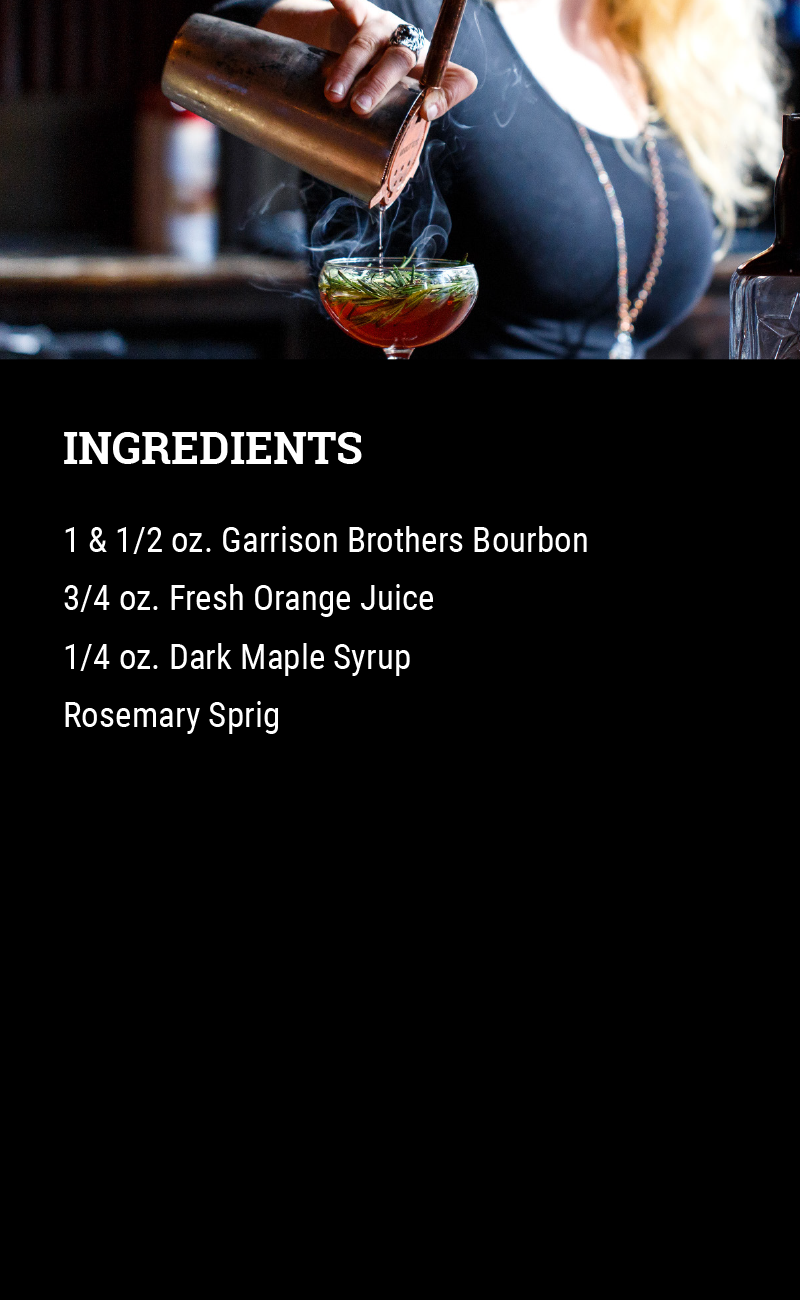 INGREDIENTS
1 & 1/2 oz. Garrison Brothers Bourbon
3/4 oz. Fresh Orange Juice
1/4 oz. Dark Maple Syrup
Rosemary Sprig